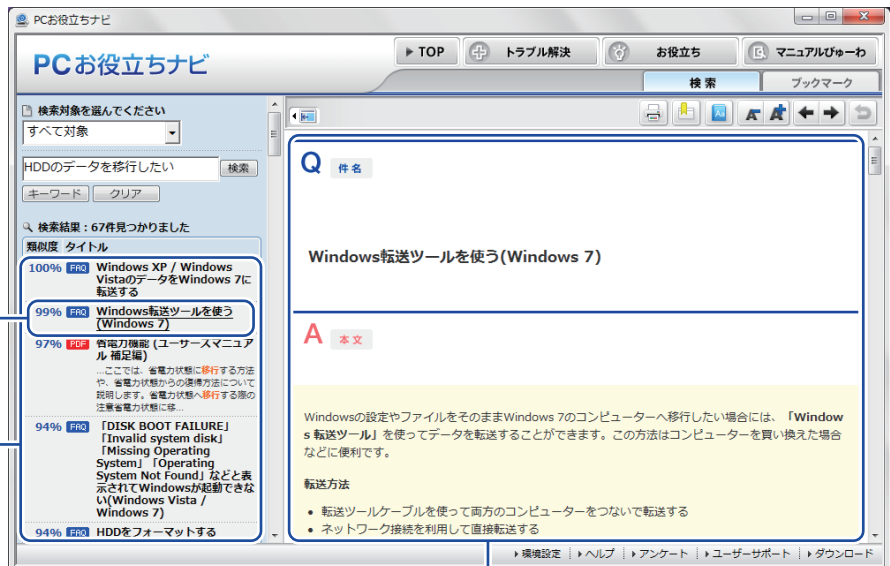 PCお役立ちナビ
PCお役立ちナビ
TOP
トラブル解決
お役立ち
マニュアルびゅーわ
検索
ブックマーク
検索対象を選んでください
すべて対象
HDDのデータを移行したい
検索
キーワード
クリア
検索結果：67件見つかりました
類似度 タイトル
100% FAQ Windows XP / Windows
VistaのデータをWindows 7に
転送する
99% FAQ Windows転送ツールを使う
(Windows 7)
97% PDF 省電力機能 (ユーザーズマニュア
ル 補足編)
...ここでは、省電力状態に移行する方法
や、省電力状態からの復帰方法について
説明します。省電力状態へ移行する際の
注意省電力状態に移...
94% FAQ 「DISK BOOT FAILURE」
「Invalid system disk」
「Missing Operating
System」「Operating
System Not Found」などと表
示されてWindowsが起動できな
い(Windows Vista /
Windows 7)
94% FAQ HDDをフォーマットする
Q 件名
Windows転送ツールを使う(Windows 7)
A 本文
Windowsの設定やファイルをそのままWindows 7のコンピューターへ移行したい場合には、「Window
s 転送ツール」を使ってデータを転送することができます。この方法はコンピューターを買い換えた場合
などに便利です。
転送方法
• 転送ツールケーブルを使って両方のコンピューターをつないで転送する
• ネットワーク接続を利用して直接転送する
環境設定
ヘルプ
アンケート
ユーザーサポート
ダウンロード